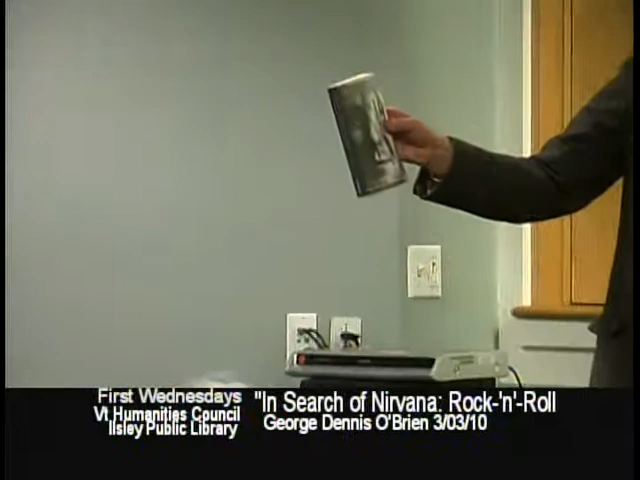 First Wednesdays
Vt Humanities Council
Ilsley Public Library
"In Search of Nirvana: Rock-'n'-Roll
George Dennis O'Brien 3/03/10